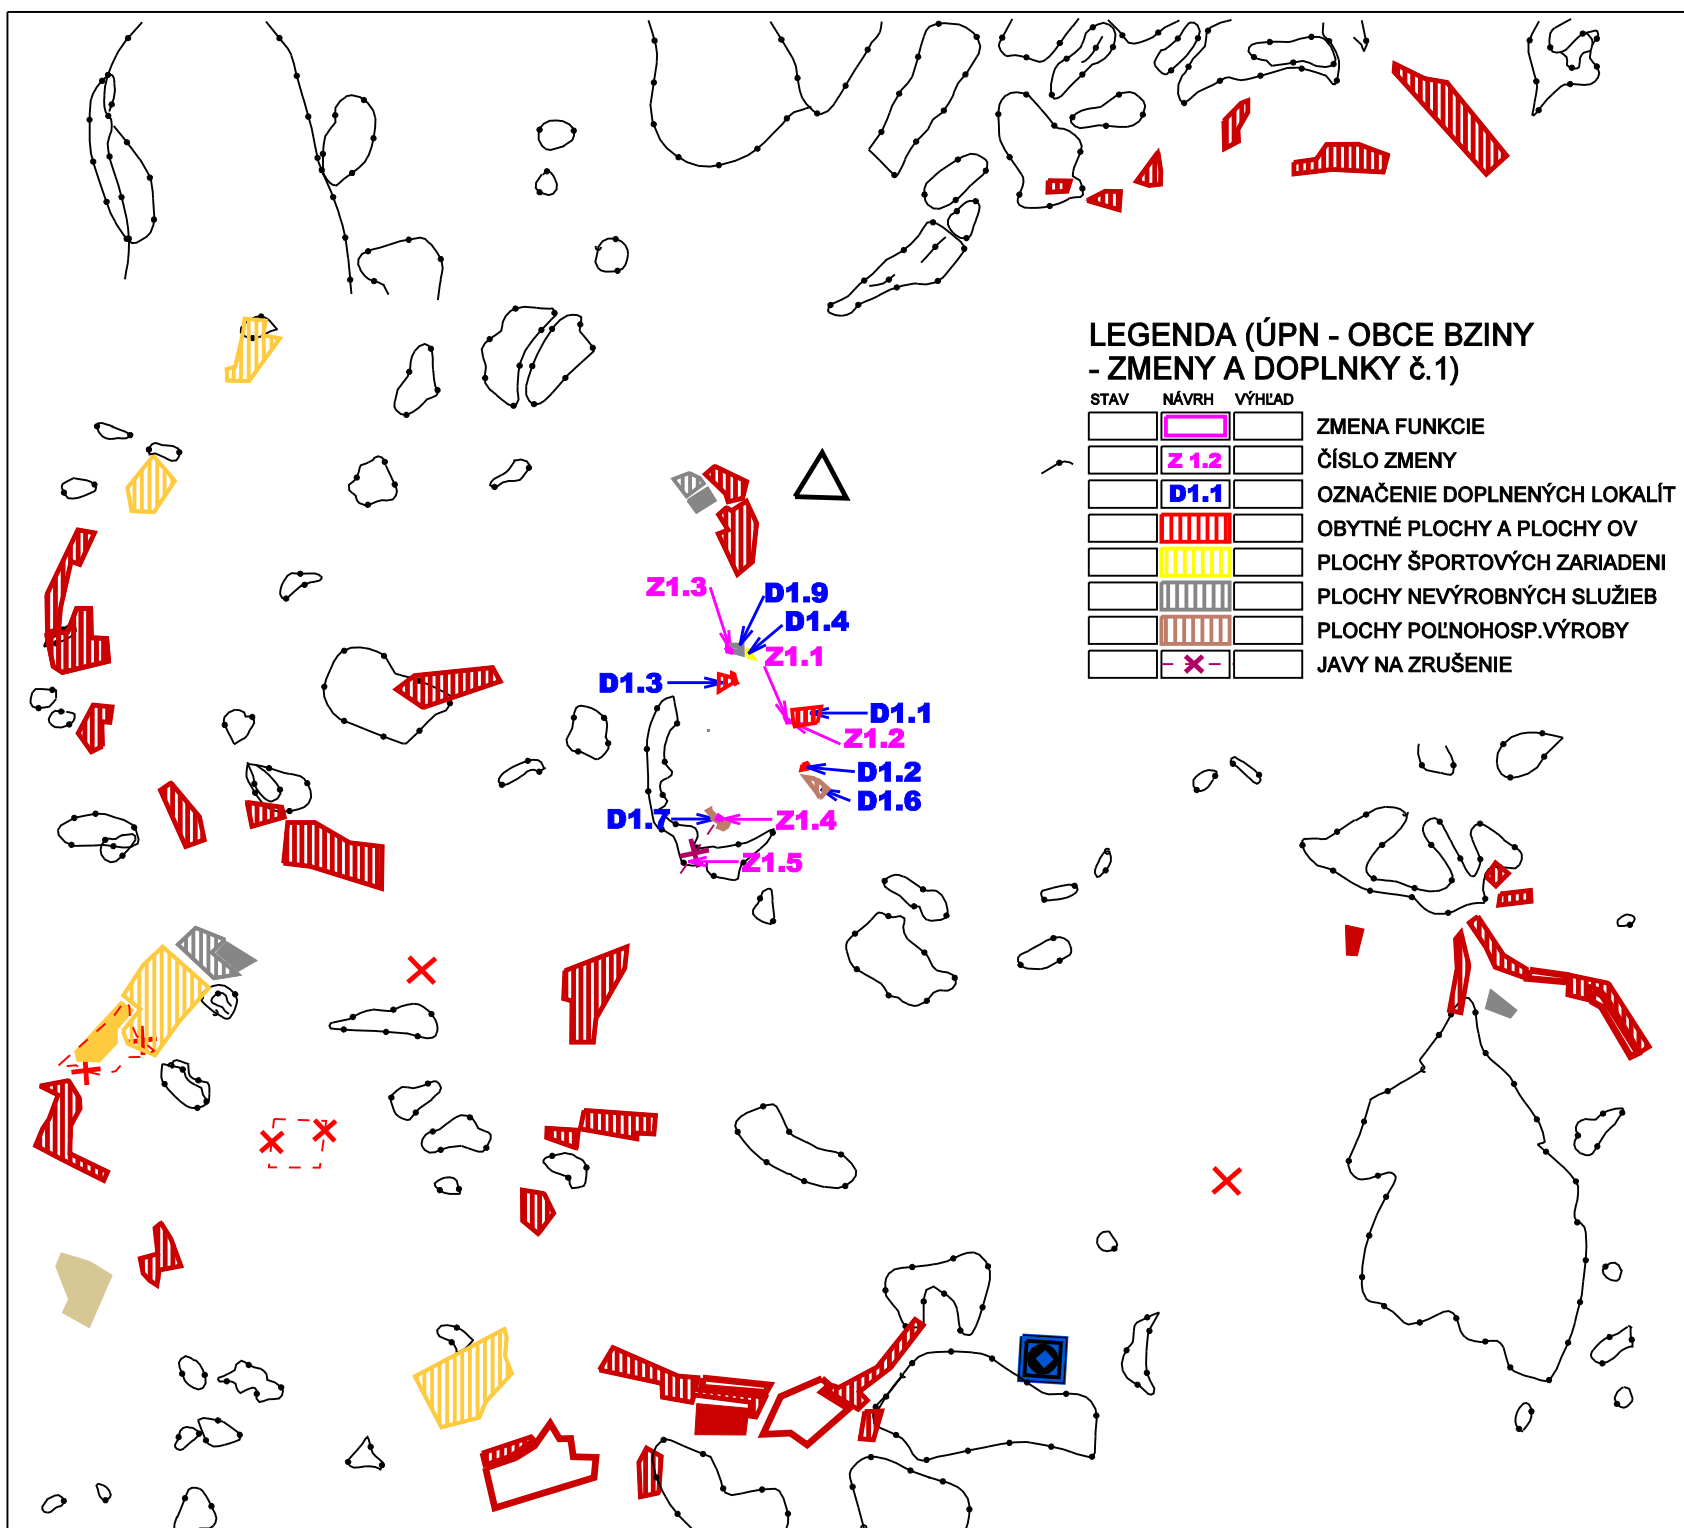 LEGENDA (ÚPN - OBCE BZINY
- ZMENY A DOPLNKY č.1)
STAV NÁVRH VÝHĽAD
ZMENA FUNKCIE
Z 1.2 ČÍSLO ZMENY
D1.1 OZNAČENIE DOPLNENÝCH LOKALÍT
OBYTNÉ PLOCHY A PLOCHY OV
PLOCHY ŠPORTOVÝCH ZARIADENI
PLOCHY NEVÝROBNÝCH SLUŽIEB
PLOCHY POĽNOHOSP.VÝROBY
JAVY NA ZRUŠENIE
Z1.3
D1.9
D1.4
Z1.1
D1.3
D1.1
Z1.2
D1.2
D1.6
D1.7
Z1.4
Z1.5